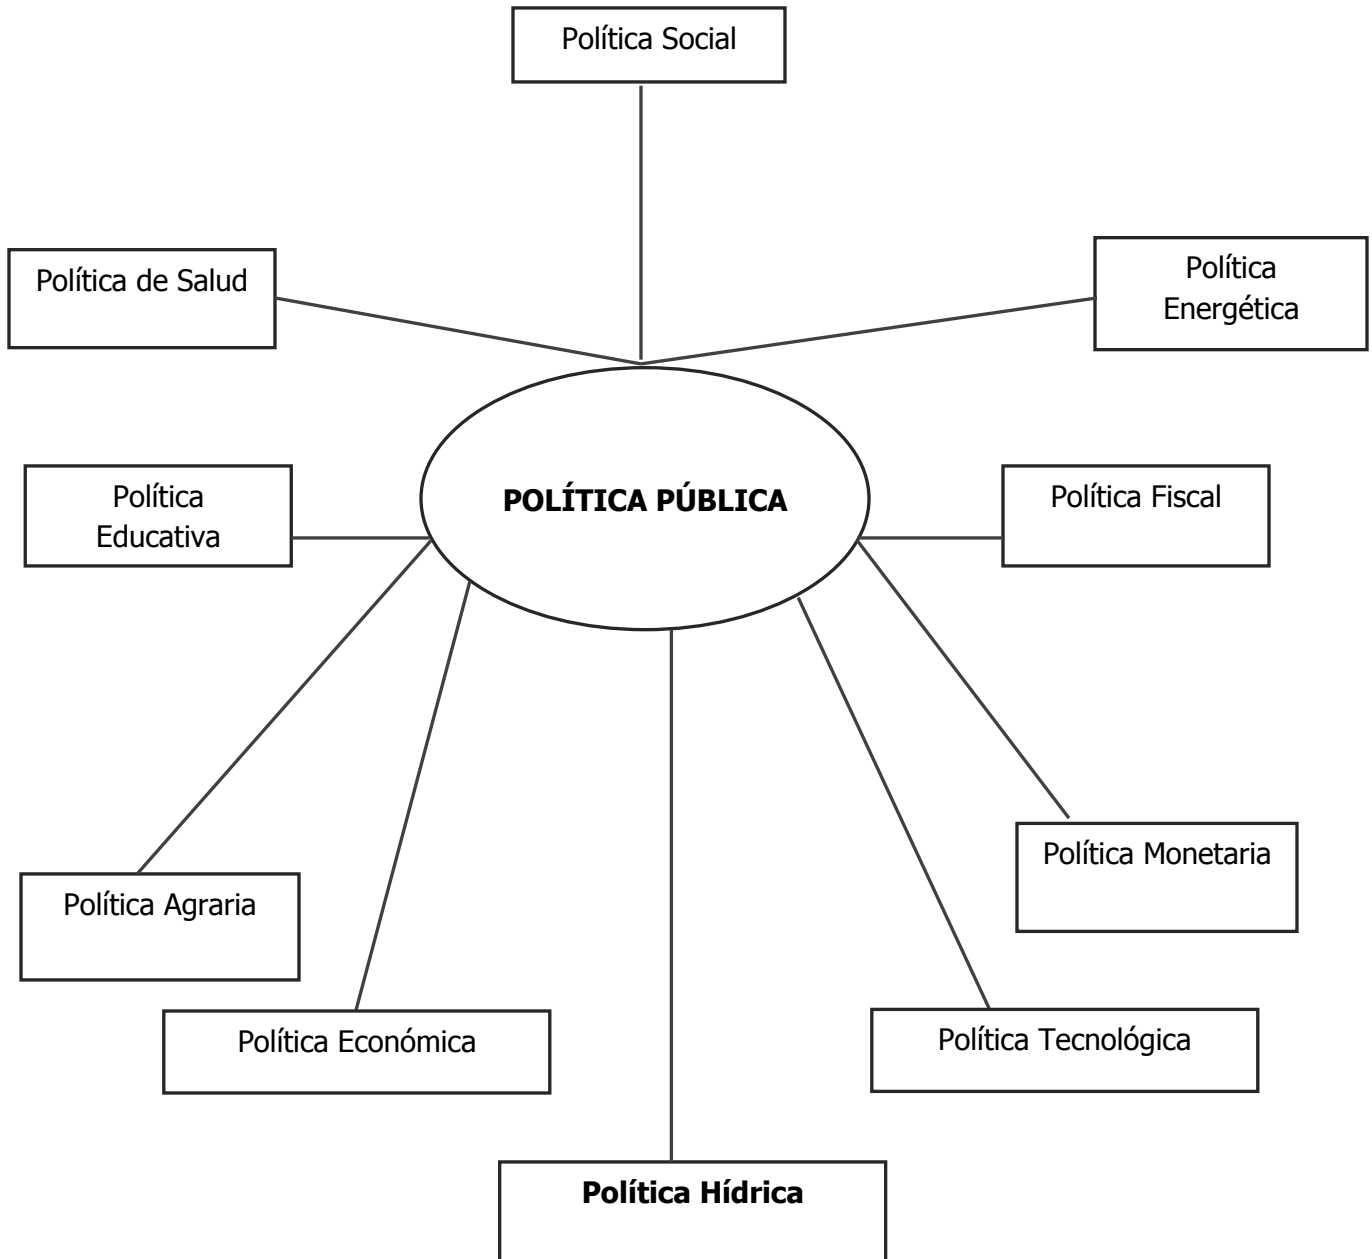 Política Social
Política de Salud
Política
Energética
Política
Educativa
POLÍTICA PÚBLICA
Política Fiscal
Política Monetaria
Política Agraria
Política Económica
Política Tecnológica
Política Hídrica